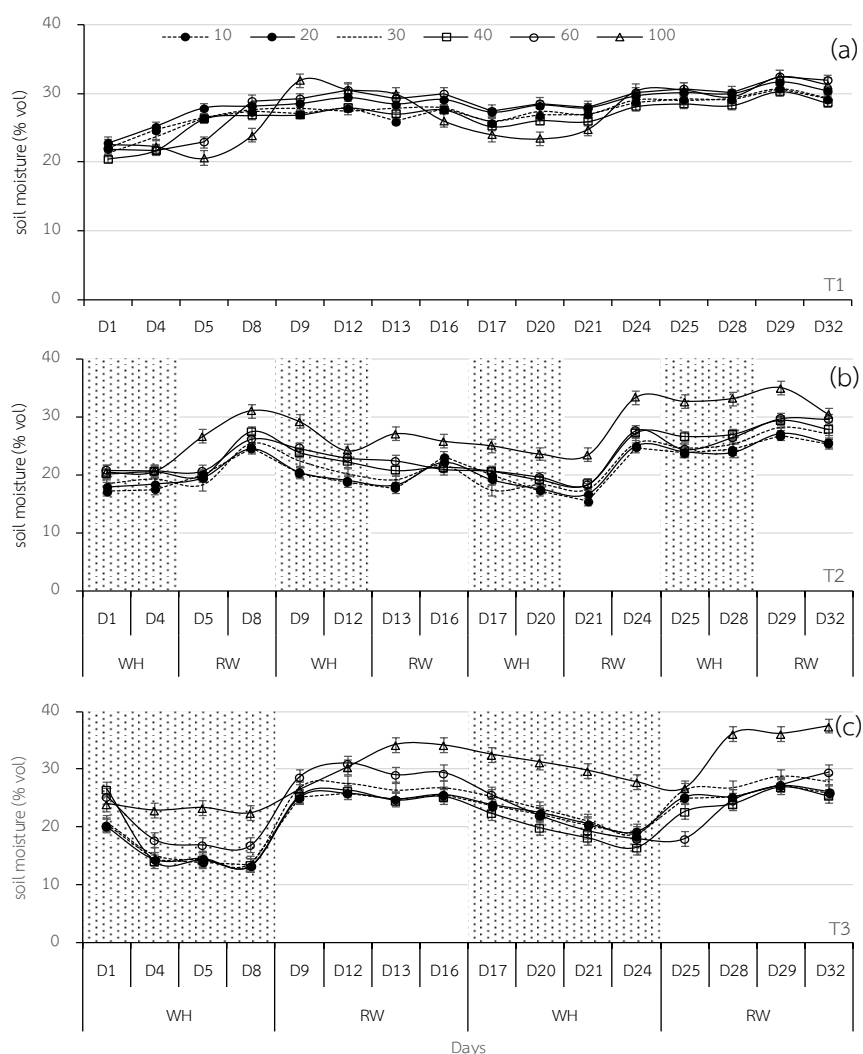 10 20 30 40 60 100
(a)
soil moisture (% vol)
40
30
20
10
0
T1
D1 D4 D5 D8 D9 D12 D13 D16 D17 D20 D21 D24 D25 D28 D29 D32
(b)
soil moisture (% vol)
40
30
20
10
0
T2
D1 D4 D5 D8 D9 D12 D13 D16 D17 D20 D21 D24 D25 D28 D29 D32
WH RW WH RW WH RW WH RW
(c)
soil moisture (% vol)
40
30
20
10
0
T3
D1 D4 D5 D8 D9 D12 D13 D16 D17 D20 D21 D24 D25 D28 D29 D32
WH RW WH RW
Days